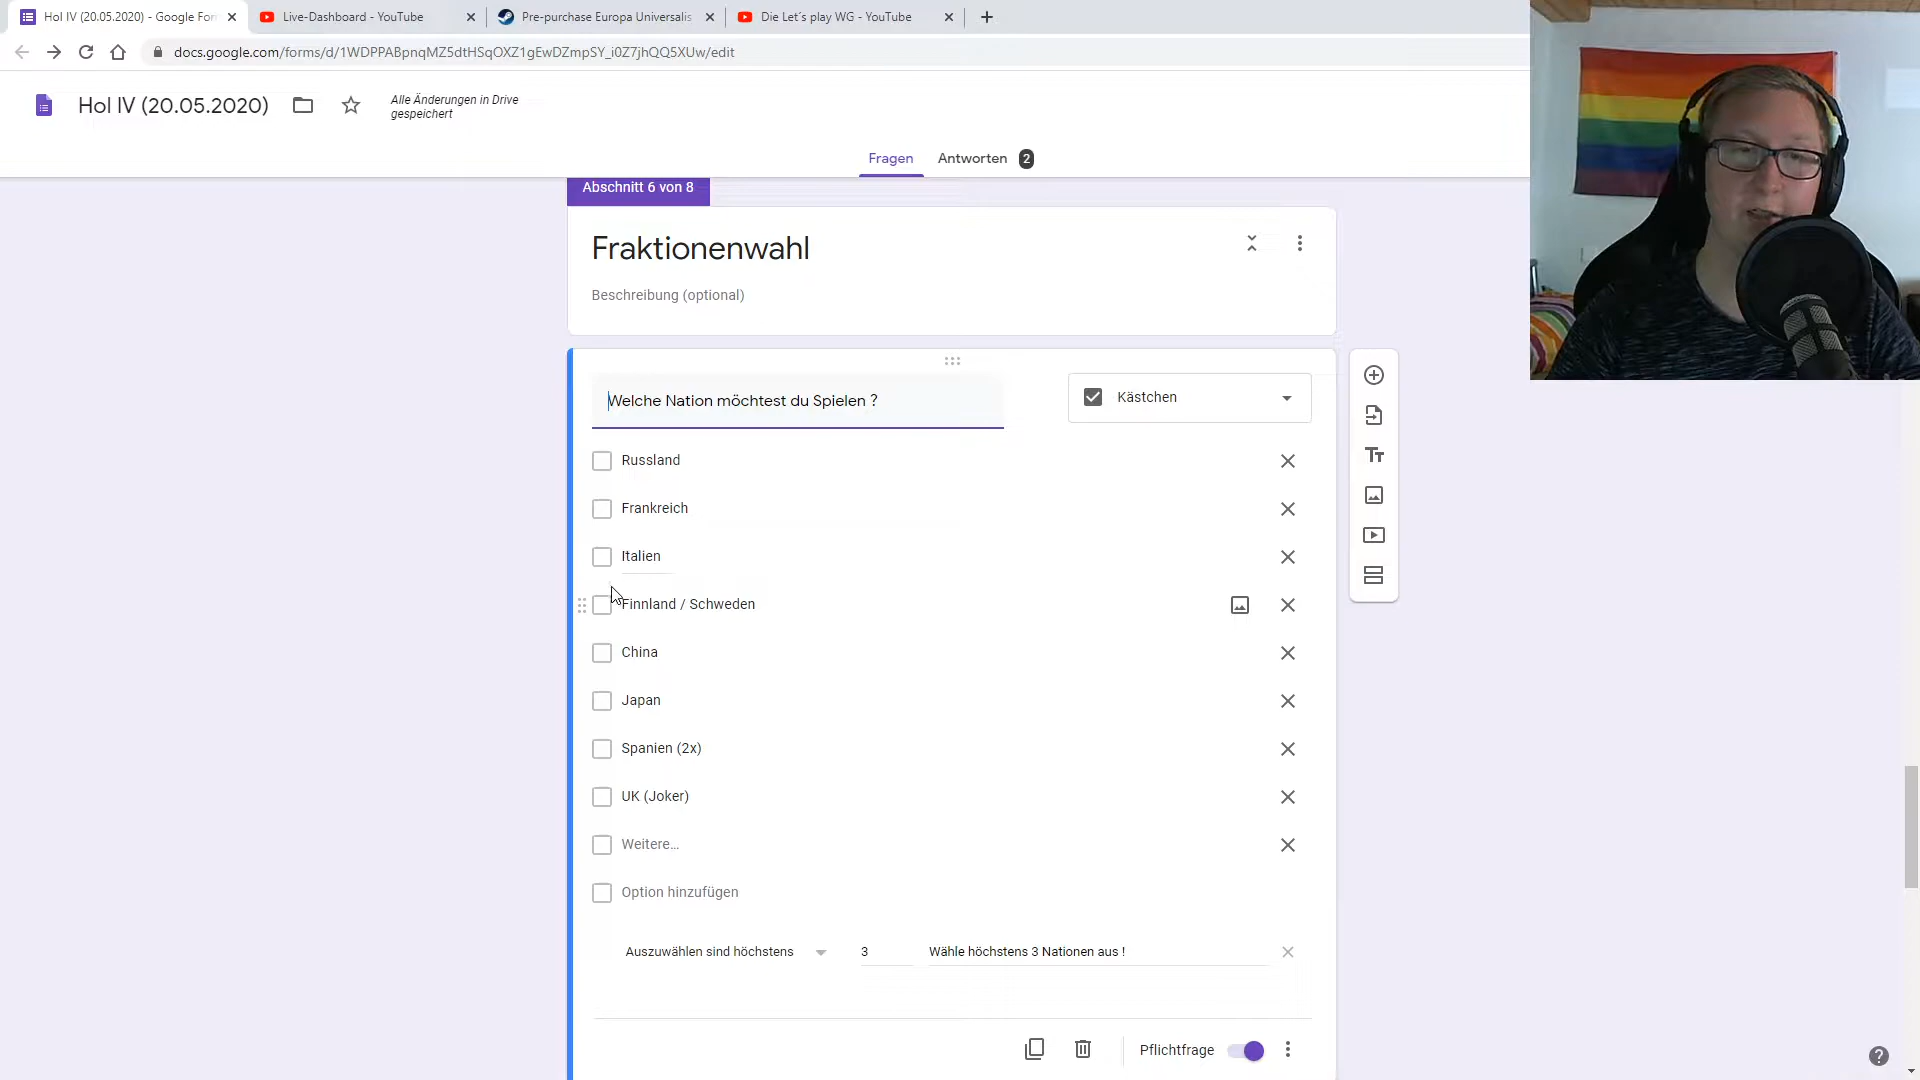 Hol IV (20.05.2020) - Google For
Live-Dashboard - YouTube
Pre-purchase Europa Universalis
Die Let´s play WG - YouTube
docs.google.com/forms/d/1WDPPABpnqMZ5dtHSqOXZ1gEwDZmpSY_i0Z7jhQQ5XUw/edit
Hol IV (20.05.2020)
Alle Änderungen in Drive
gespeichert
Fragen
Antworten
2
Abschnitt 6 von 8
Fraktionenwahl
Beschreibung (optional)
Welche Nation möchtest du Spielen ?
Kästchen
Russland
Frankreich
Italien
Finnland / Schweden
China
Japan
Spanien (2x)
UK (Joker)
Weitere...
Option hinzufügen
Auszuwählen sind höchstens
3
Wähle höchstens 3 Nationen aus !
Pflichtfrage